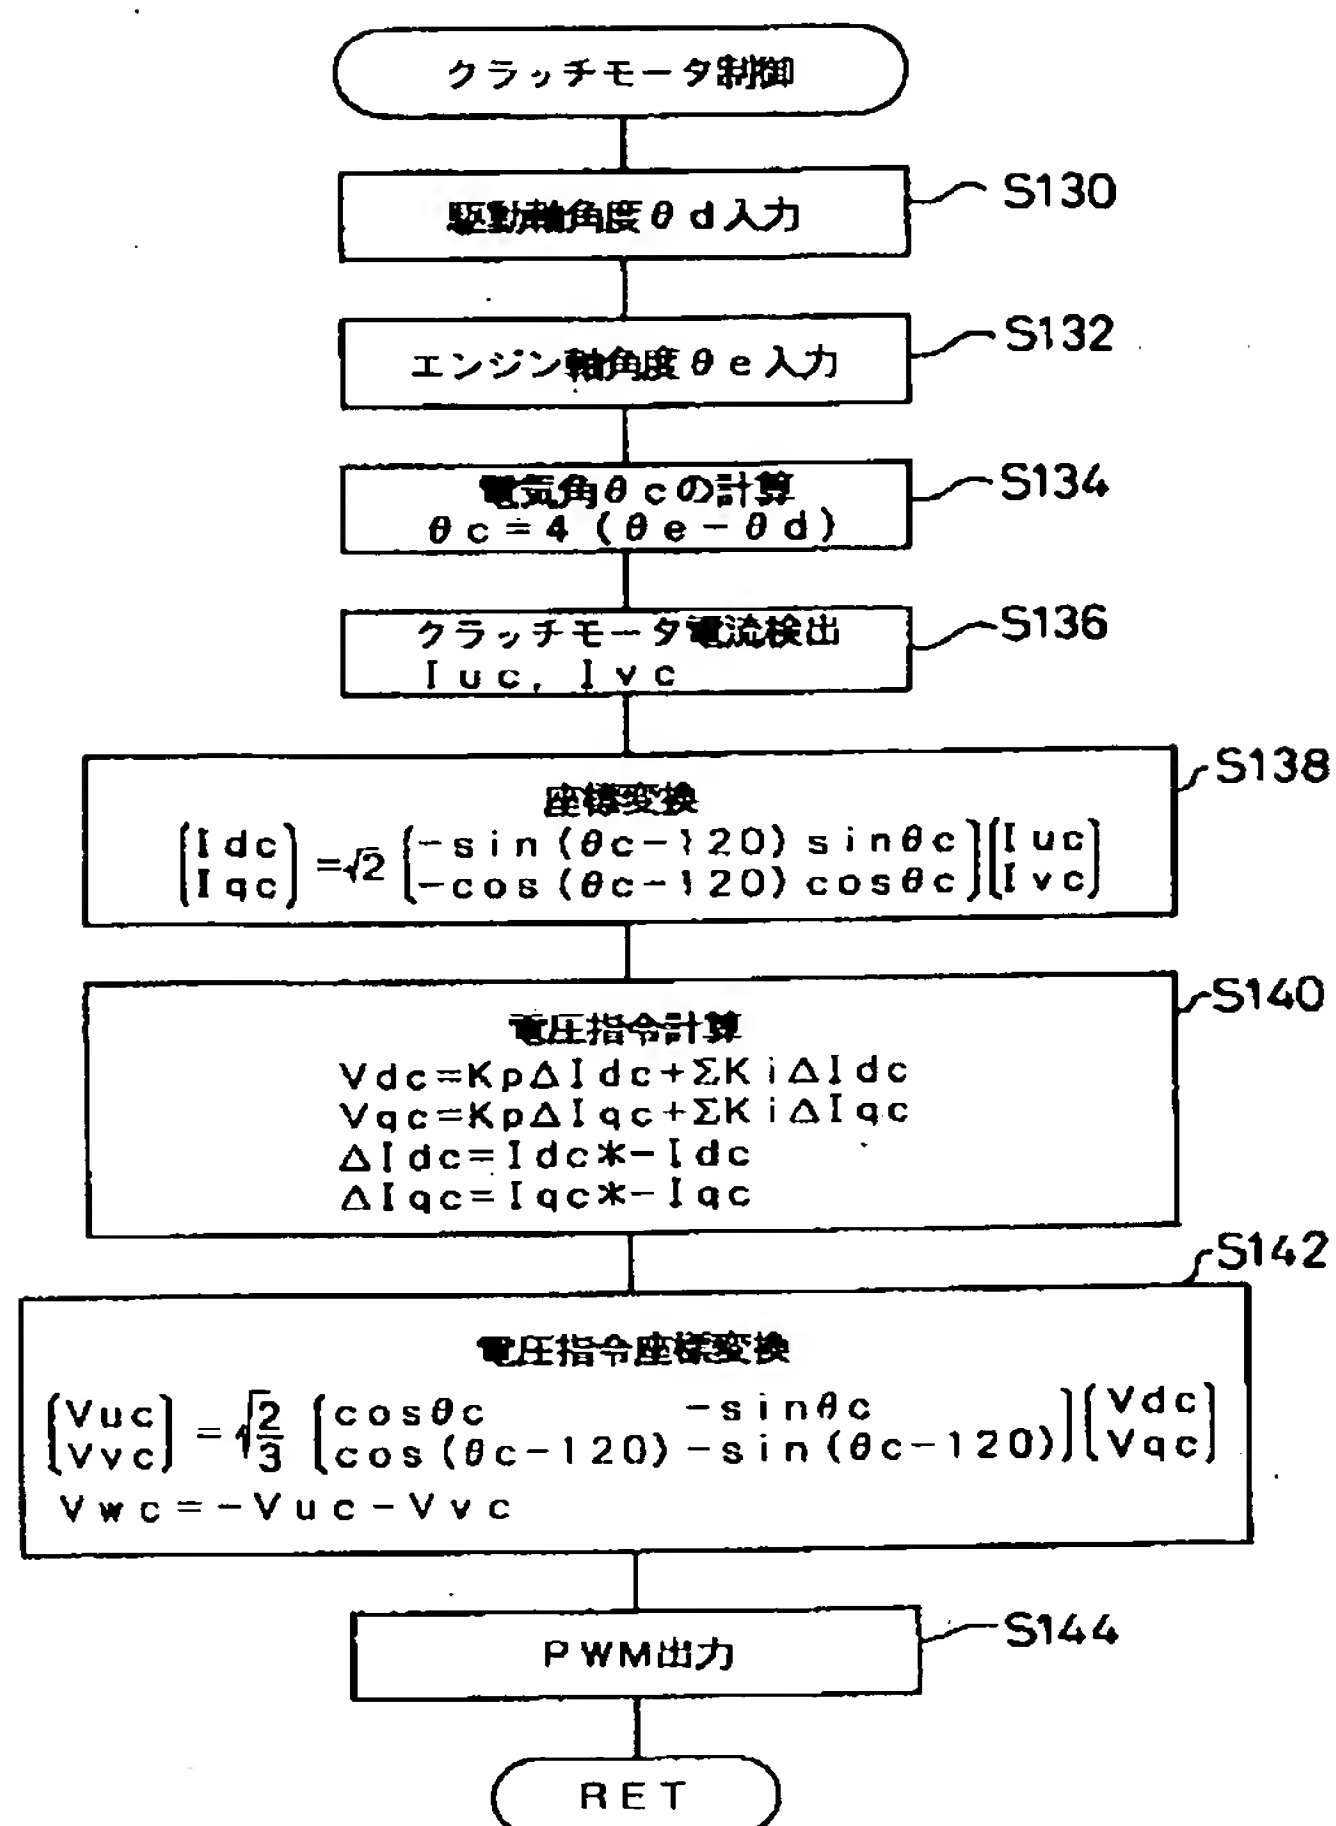 クラッチモータ制御
駆動軸角度θd入力
S130
エンジン軸角度θe入力
S132
電気角θcの計算
θc=4(θe-θd)
S134
クラッチモータ電流検出
Iuc, Ivc
S136
S138
座標変換
[Idc] =√2 [-sin(θc-120) sinθc][Iuc]
[Iqc] [-cos(θc-120) cosθc][Ivc]
S140
電圧指令計算
Vdc=KpΔIdc+ΣKiΔIdc
Vqc=KpΔIqc+ΣKiΔIqc
ΔIdc=Idc*-Idc
ΔIqc=Iqc*-Iqc
S142
電圧指令座標変換
[Vuc] =√2/3 [cosθc -sinθc][Vdc]
[Vvc] [cos(θc-120) -sin(θc-120)][Vqc]
Vwc=-Vuc-Vvc
PWM出力
S144
RET